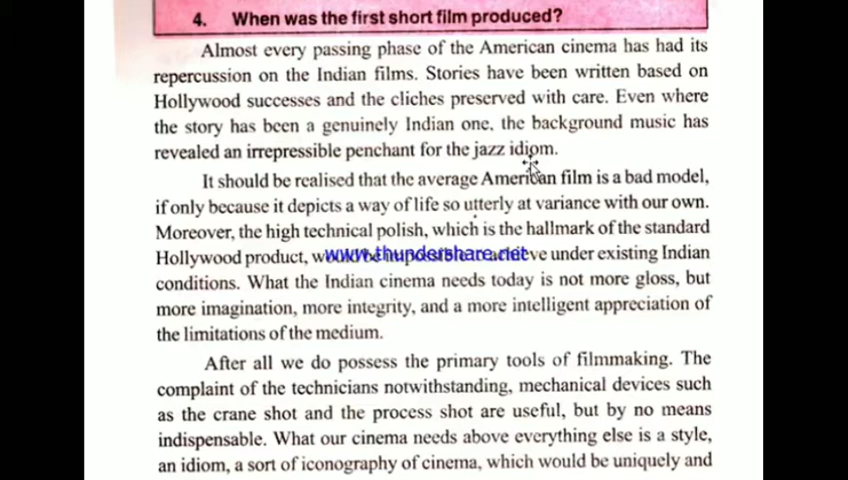 4. When was the first short film produced?
Almost every passing phase of the American cinema has had its
repercussion on the Indian films. Stories have been written based on
Hollywood successes and the cliches preserved with care. Even where
the story has been a genuinely Indian one, the background music has
revealed an irrepressible penchant for the jazz idiom.
It should be realised that the average American film is a bad model,
if only because it depicts a way of life so utterly at variance with our own.
Moreover, the high technical polish, which is the hallmark of the standard
Hollywood product, would be impossible to achieve under existing Indian
www.thundershare.net
conditions. What the Indian cinema needs today is not more gloss, but
more imagination, more integrity, and a more intelligent appreciation of
the limitations of the medium.
After all we do possess the primary tools of filmmaking. The
complaint of the technicians notwithstanding, mechanical devices such
as the crane shot and the process shot are useful, but by no means
indispensable. What our cinema needs above everything else is a style,
an idiom, a sort of iconography of cinema, which would be uniquely and